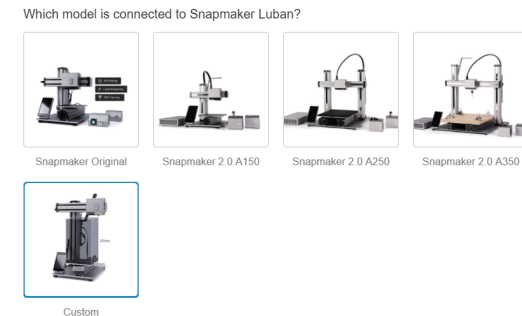 Which model is connected to Snapmaker Luban?
Snapmaker Original
Snapmaker 2.0 A150
Snapmaker 2.0 A250
Snapmaker 2.0 A350
Custom